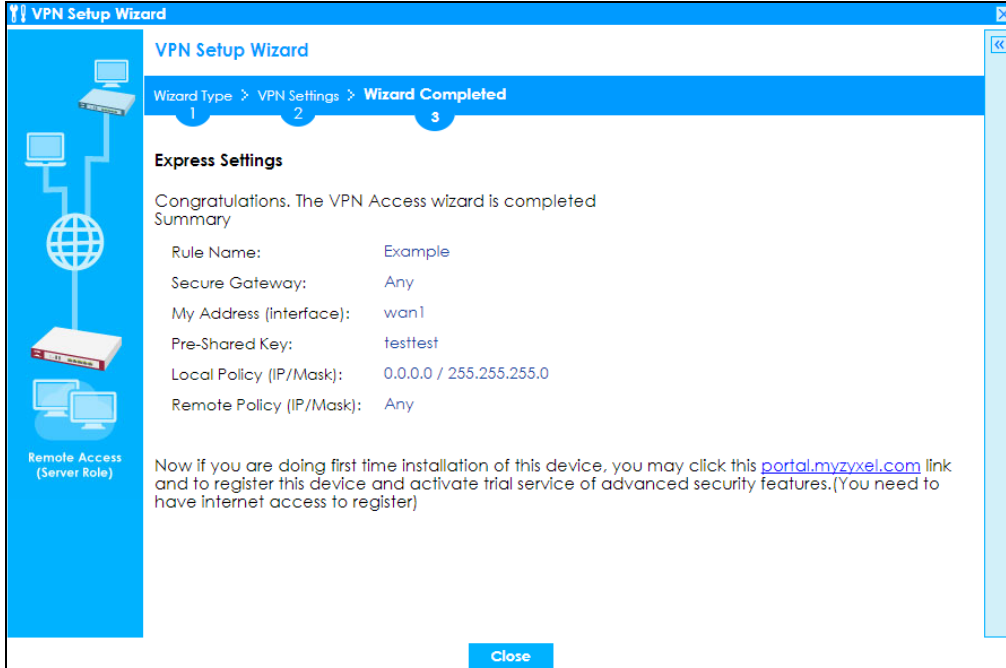 VPN Setup Wizard
VPN Setup Wizard
Wizard Type > VPN Settings > Wizard Completed
1 2 3
Express Settings
Congratulations. The VPN Access wizard is completed
Summary
Rule Name: Example
Secure Gateway: Any
My Address (interface): wan1
Pre-Shared Key: testtest
Local Policy (IP/Mask): 0.0.0.0 / 255.255.255.0
Remote Policy (IP/Mask): Any
Remote Access
(Server Role)
Now if you are doing first time installation of this device, you may click this portal.myzyxel.com link
and to register this device and activate trial service of advanced security features.(You need to
have internet access to register)
Close